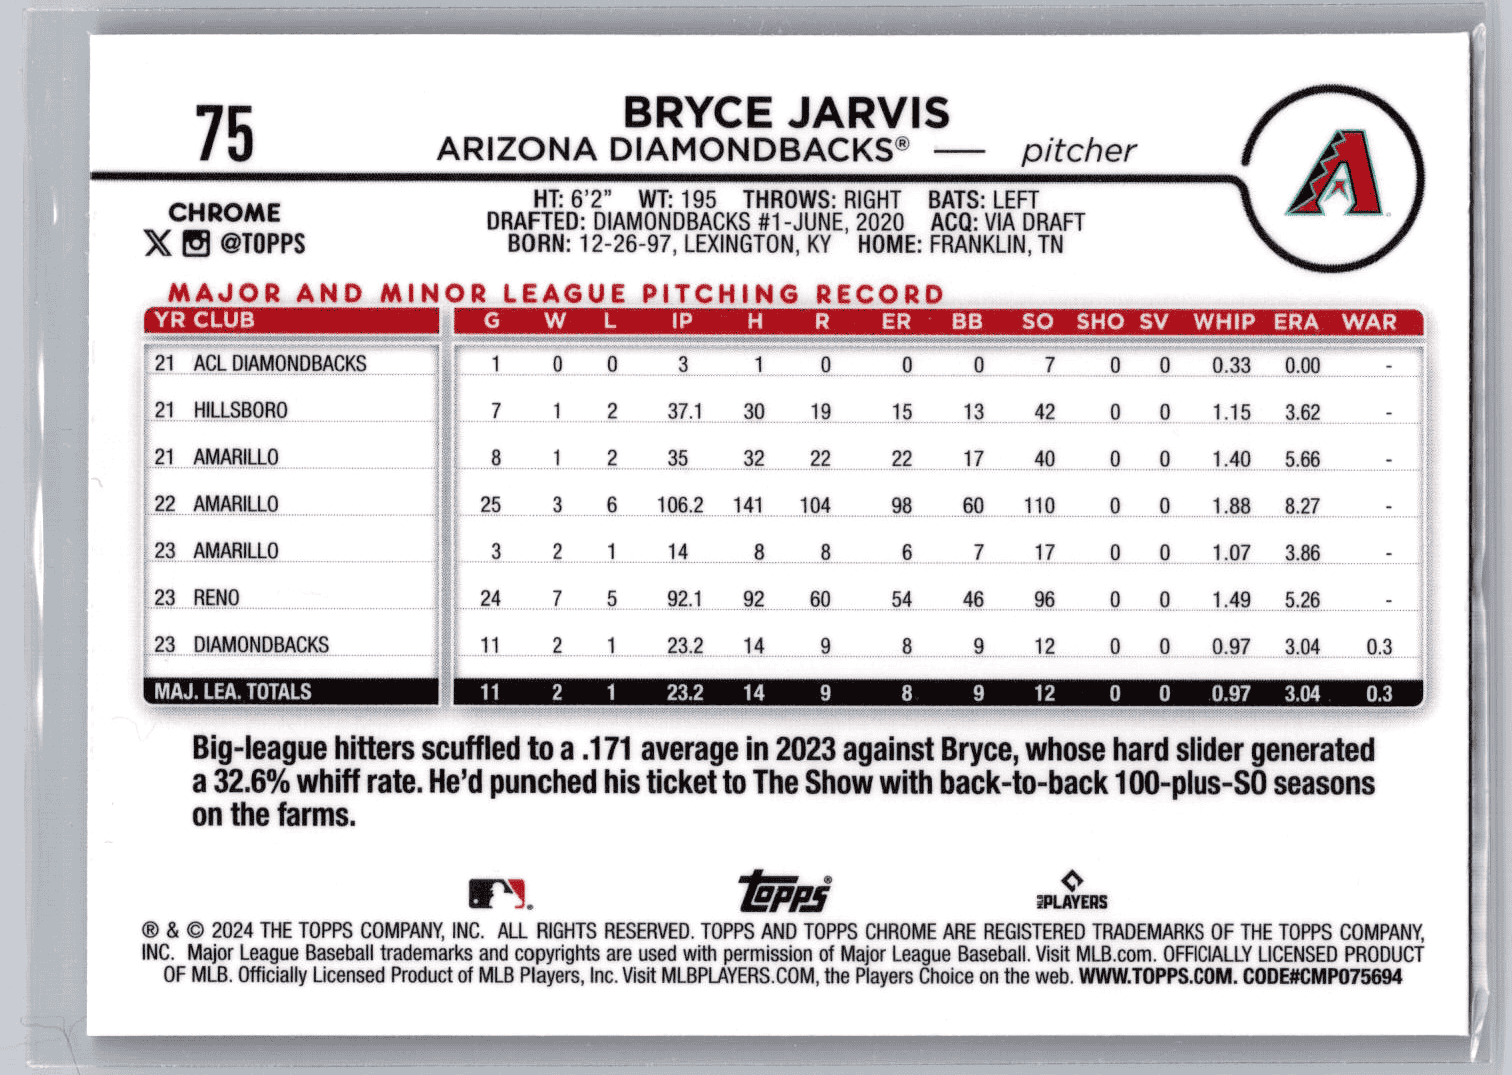 75
BRYCE JARVIS
ARIZONA DIAMONDBACKS® — pitcher
CHROME
X @TOPPS
HT: 6'2" WT: 195 THROWS: RIGHT BATS: LEFT
DRAFTED: DIAMONDBACKS #1-JUNE, 2020 ACQ: VIA DRAFT
BORN: 12-26-97, LEXINGTON, KY HOME: FRANKLIN, TN
MAJOR AND MINOR LEAGUE PITCHING RECORD
YR CLUB G W L IP H R ER BB SO SHO SV WHIP ERA WAR
21 ACL DIAMONDBACKS 1 0 0 3 1 0 0 0 7 0 0 0.33 0.00 -
21 HILLSBORO 7 1 2 37.1 30 19 15 13 42 0 0 1.15 3.62 -
21 AMARILLO 8 1 2 35 32 22 22 17 40 0 0 1.40 5.66 -
22 AMARILLO 25 3 6 106.2 141 104 98 60 110 0 0 1.88 8.27 -
23 AMARILLO 3 2 1 14 8 8 6 7 17 0 0 1.07 3.86 -
23 RENO 24 7 5 92.1 92 60 54 46 96 0 0 1.49 5.26 -
23 DIAMONDBACKS 11 2 1 23.2 14 9 8 9 12 0 0 0.97 3.04 0.3
MAJ. LEA. TOTALS 11 2 1 23.2 14 9 8 9 12 0 0 0.97 3.04 0.3
Big-league hitters scuffled to a .171 average in 2023 against Bryce, whose hard slider generated
a 32.6% whiff rate. He'd punched his ticket to The Show with back-to-back 100-plus-SO seasons
on the farms.
Topps® MLB PLAYERS
® & © 2024 THE TOPPS COMPANY, INC. ALL RIGHTS RESERVED. TOPPS AND TOPPS CHROME ARE REGISTERED TRADEMARKS OF THE TOPPS COMPANY,
INC. Major League Baseball trademarks and copyrights are used with permission of Major League Baseball. Visit MLB.com. OFFICIALLY LICENSED PRODUCT
OF MLB. Officially Licensed Product of MLB Players, Inc. Visit MLBPLAYERS.COM, the Players Choice on the web. WWW.TOPPS.COM. CODE#CMP075694